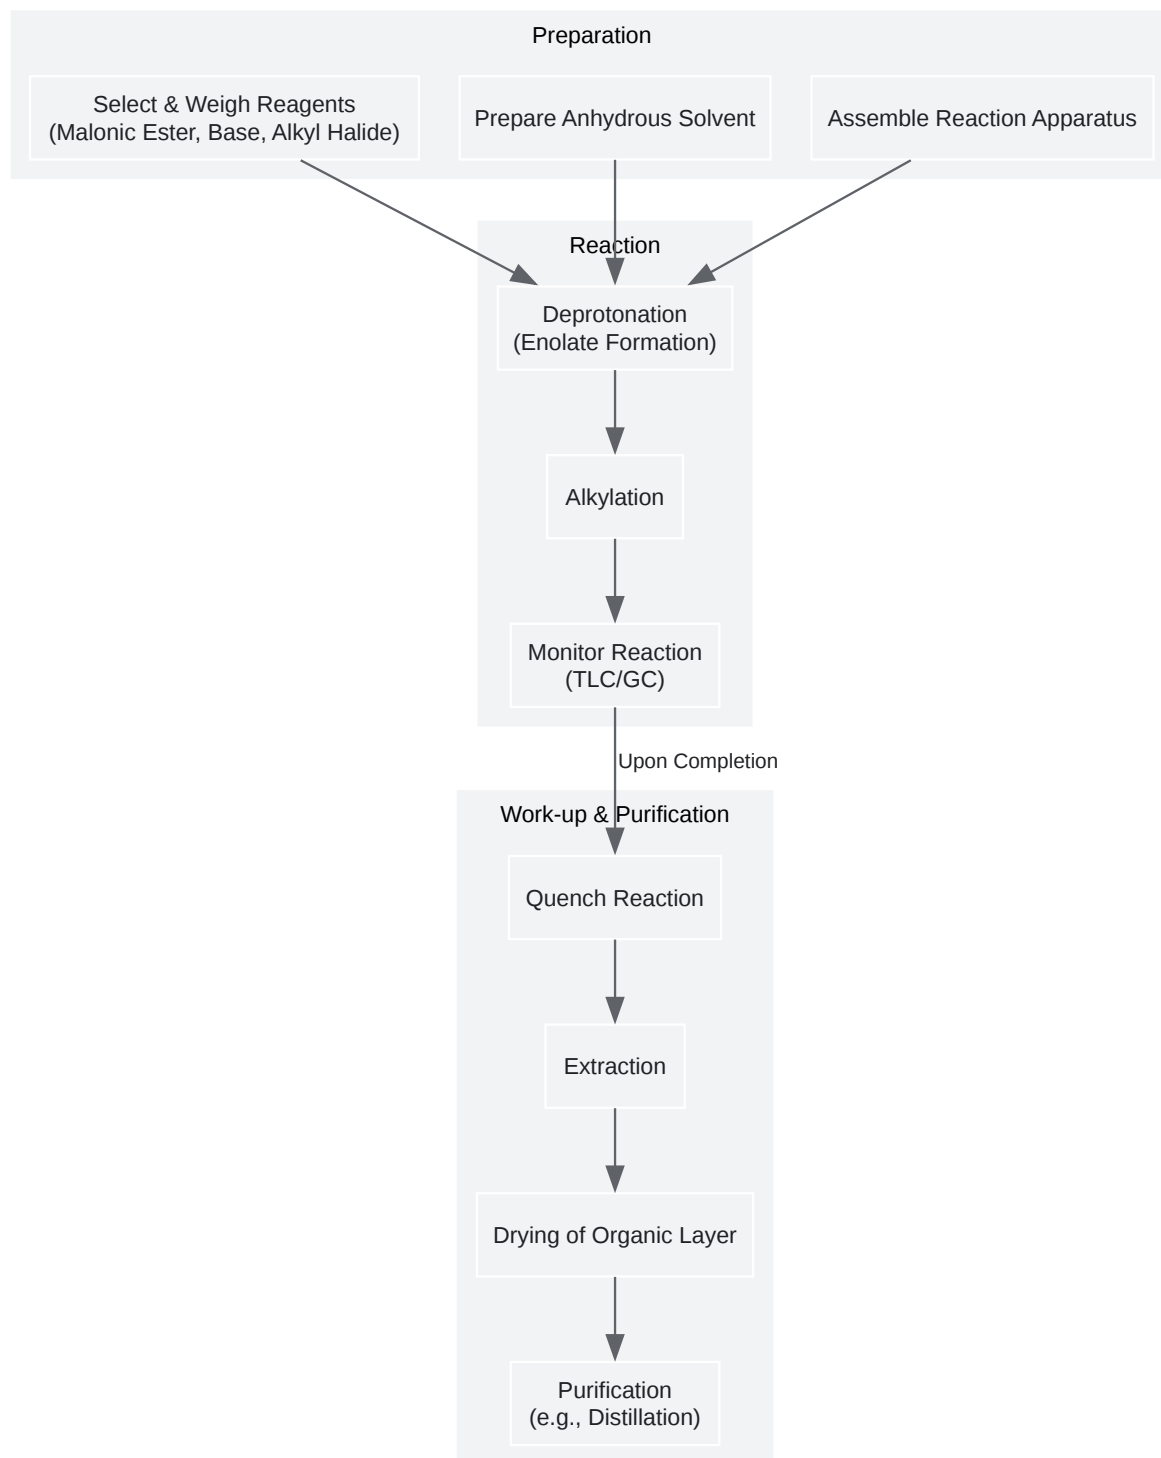 Preparation
Select & Weigh Reagents
(Malonic Ester, Base, Alkyl Halide)
Prepare Anhydrous Solvent
Assemble Reaction Apparatus
Reaction
Deprotonation
(Enolate Formation)
Alkylation
Monitor Reaction
(TLC/GC)
Upon Completion
Work-up & Purification
Quench Reaction
Extraction
Drying of Organic Layer
Purification
(e.g., Distillation)